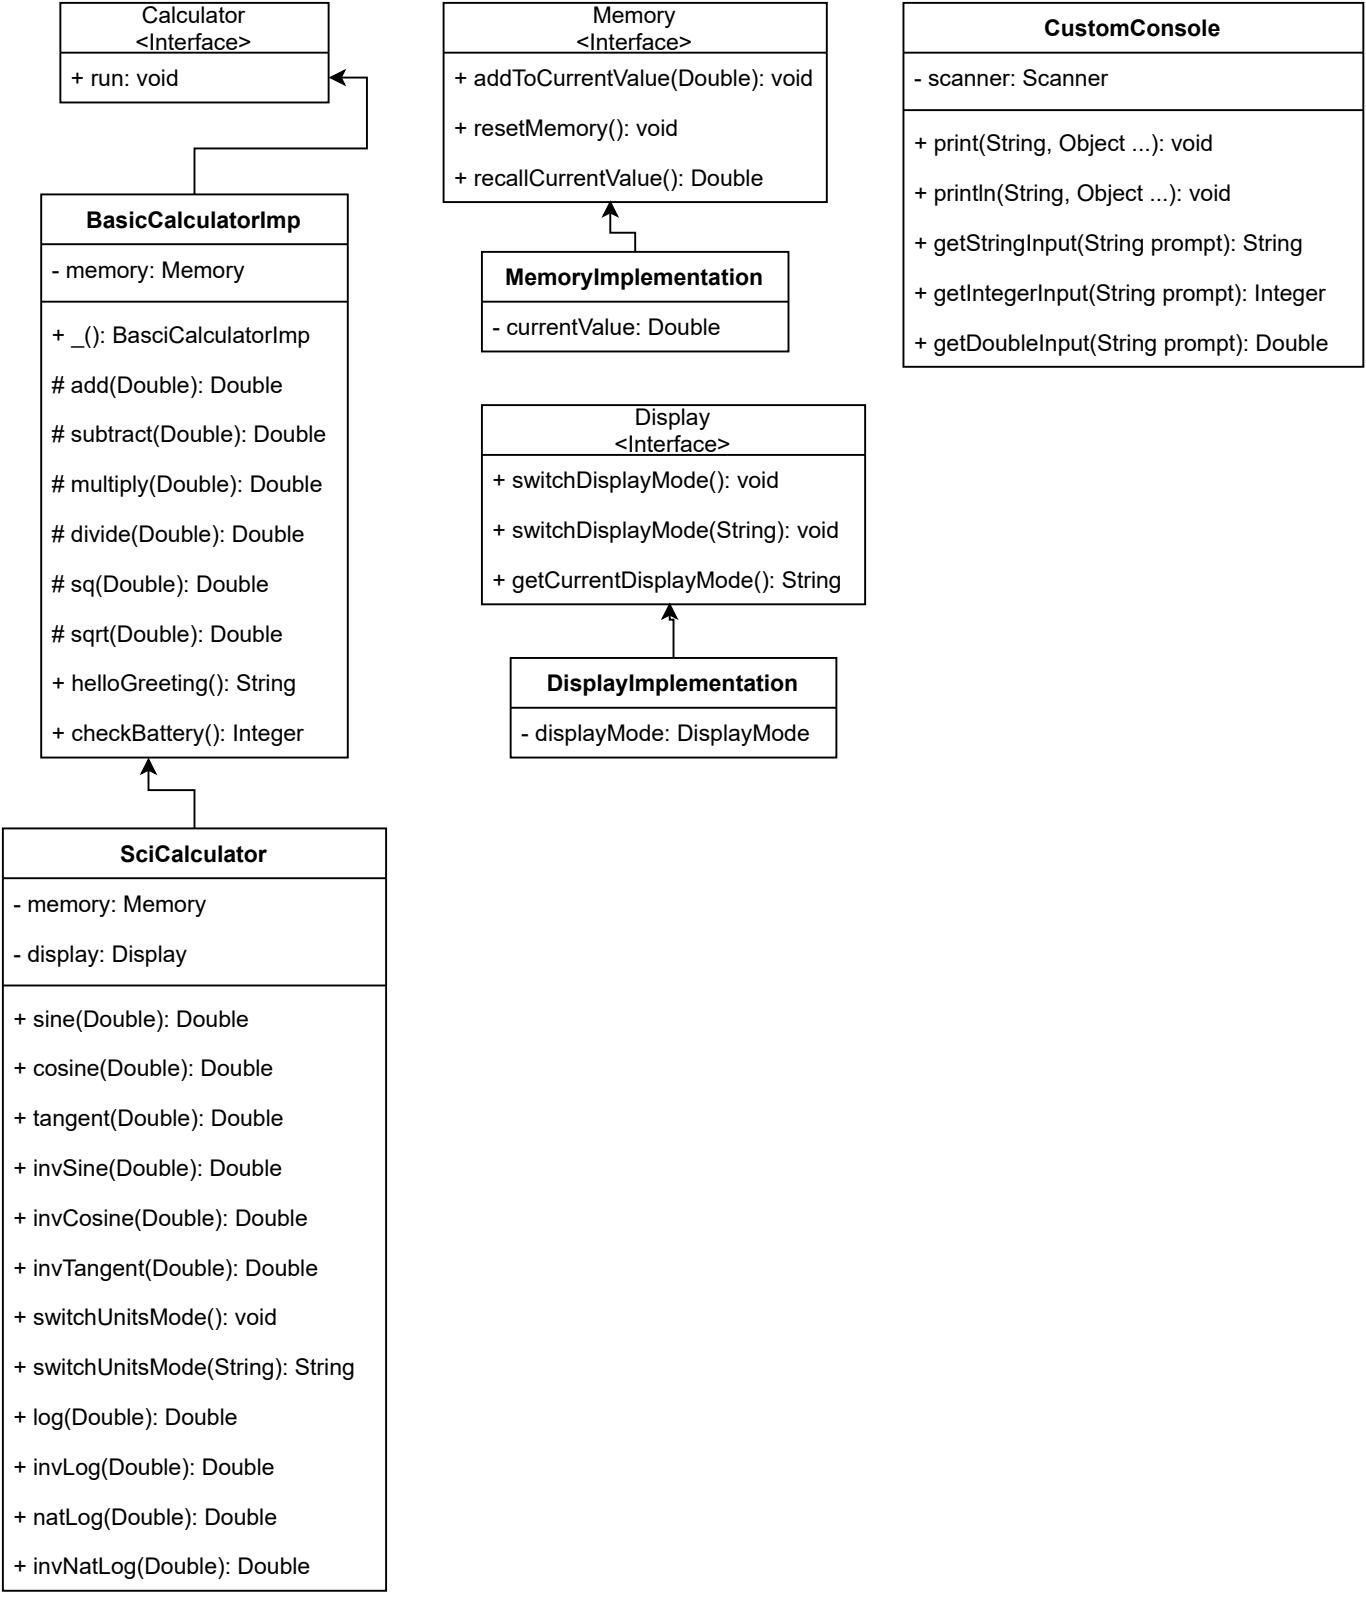 Calculator
<Interface>
+ run: void
BasicCalculatorImp
- memory: Memory
+ _(): BasciCalculatorImp
# add(Double): Double
# subtract(Double): Double
# multiply(Double): Double
# divide(Double): Double
# sq(Double): Double
# sqrt(Double): Double
+ helloGreeting(): String
+ checkBattery(): Integer
SciCalculator
- memory: Memory
- display: Display
+ sine(Double): Double
+ cosine(Double): Double
+ tangent(Double): Double
+ invSine(Double): Double
+ invCosine(Double): Double
+ invTangent(Double): Double
+ switchUnitsMode(): void
+ switchUnitsMode(String): String
+ log(Double): Double
+ invLog(Double): Double
+ natLog(Double): Double
+ invNatLog(Double): Double
Memory
<Interface>
+ addToCurrentValue(Double): void
+ resetMemory(): void
+ recallCurrentValue(): Double
MemoryImplementation
- currentValue: Double
Display
<Interface>
+ switchDisplayMode(): void
+ switchDisplayMode(String): void
+ getCurrentDisplayMode(): String
DisplayImplementation
- displayMode: DisplayMode
CustomConsole
- scanner: Scanner
+ print(String, Object ...): void
+ println(String, Object ...): void
+ getStringInput(String prompt): String
+ getIntegerInput(String prompt): Integer
+ getDoubleInput(String prompt): Double